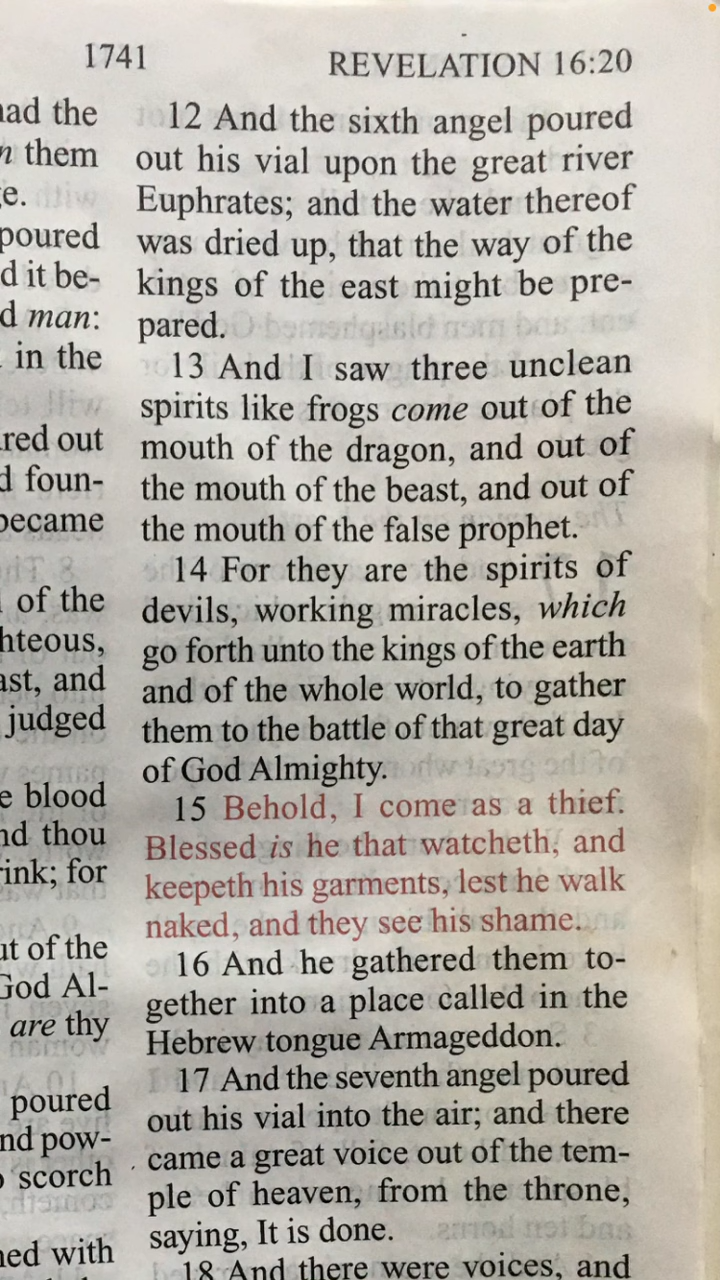 1741 REVELATION 16:20
had the
n them
e.
poured
d it be-
d man:
in the
red out
d foun-
became
of the
hteous,
ast, and
judged
e blood
nd thou
rink; for
ut of the
God Al-
are thy
poured
nd pow-
scorch
ned with
12 And the sixth angel poured
out his vial upon the great river
Euphrates; and the water thereof
was dried up, that the way of the
kings of the east might be pre-
pared.
13 And I saw three unclean
spirits like frogs come out of the
mouth of the dragon, and out of
the mouth of the beast, and out of
the mouth of the false prophet.
14 For they are the spirits of
devils, working miracles, which
go forth unto the kings of the earth
and of the whole world, to gather
them to the battle of that great day
of God Almighty.
15 Behold, I come as a thief.
Blessed is he that watcheth, and
keepeth his garments, lest he walk
naked, and they see his shame.
16 And he gathered them to-
gether into a place called in the
Hebrew tongue Armageddon.
17 And the seventh angel poured
out his vial into the air; and there
came a great voice out of the tem-
ple of heaven, from the throne,
saying, It is done.
18 And there were voices, and